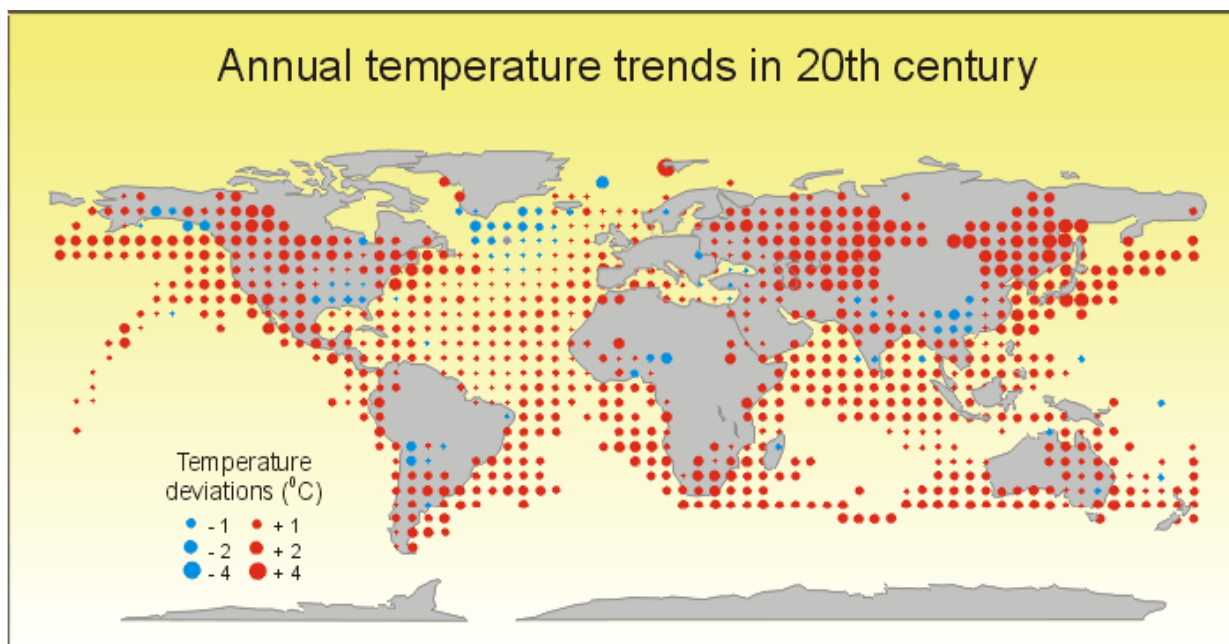 Annual temperature trends in 20th century
Temperature
deviations (⁰C)
- 1 + 1
- 2 + 2
- 4 + 4